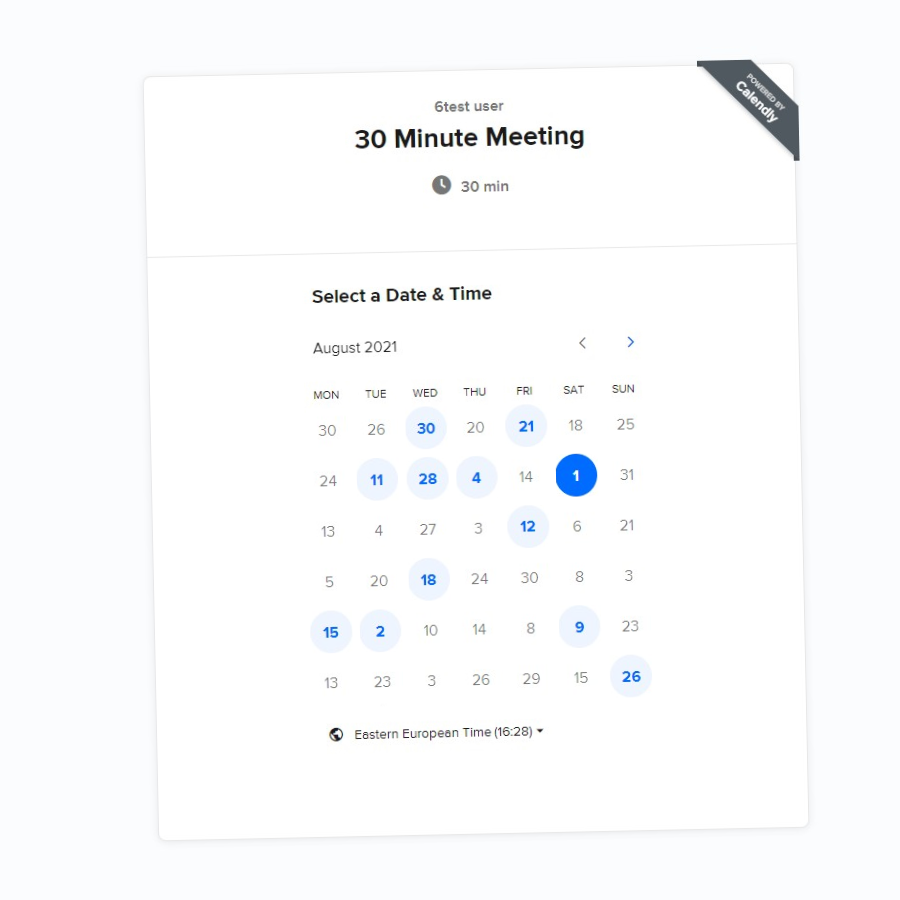 POWERED BY
Calendly
6test user
30 Minute Meeting
30 min
Select a Date & Time
August 2021
MON TUE WED THU FRI SAT SUN
30 26 30 20 21 18 25
24 11 28 4 14 1 31
13 4 27 3 12 6 21
5 20 18 24 30 8 3
15 2 10 14 8 9 23
13 23 3 26 29 15 26
Eastern European Time (16:28)